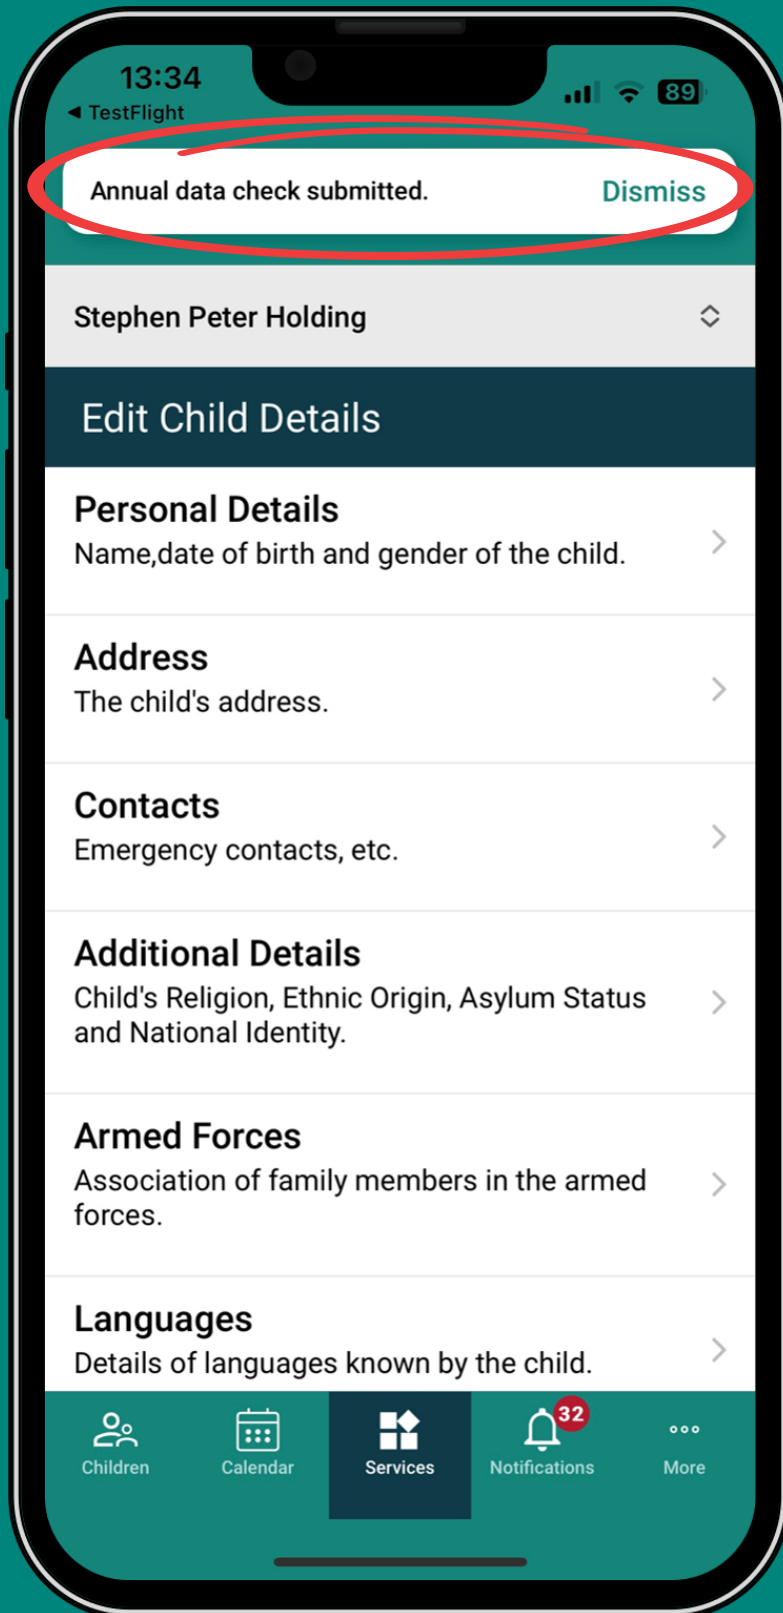 13:34
◀ TestFlight
89
Annual data check submitted.
Dismiss
Stephen Peter Holding
Edit Child Details
Personal Details
Name,date of birth and gender of the child.
Address
The child's address.
Contacts
Emergency contacts, etc.
Additional Details
Child's Religion, Ethnic Origin, Asylum Status
and National Identity.
Armed Forces
Association of family members in the armed
forces.
Languages
Details of languages known by the child.
32
Children
Calendar
Services
Notifications
More